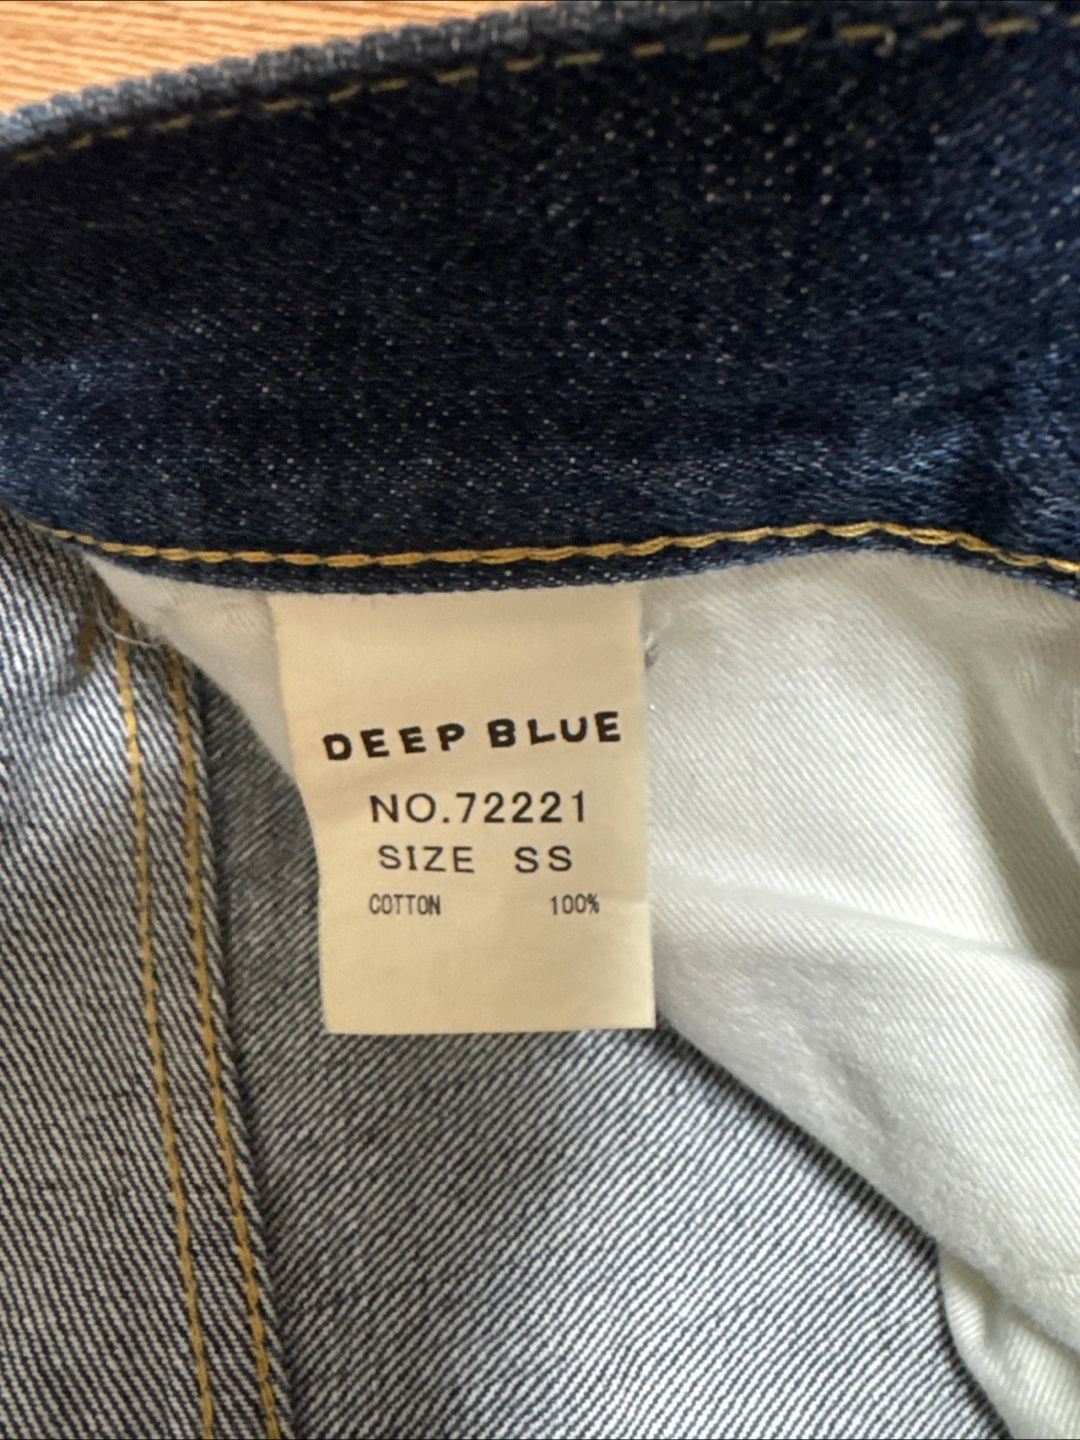 DEEP BLUE
NO.72221
SIZE SS
COTTON 100%